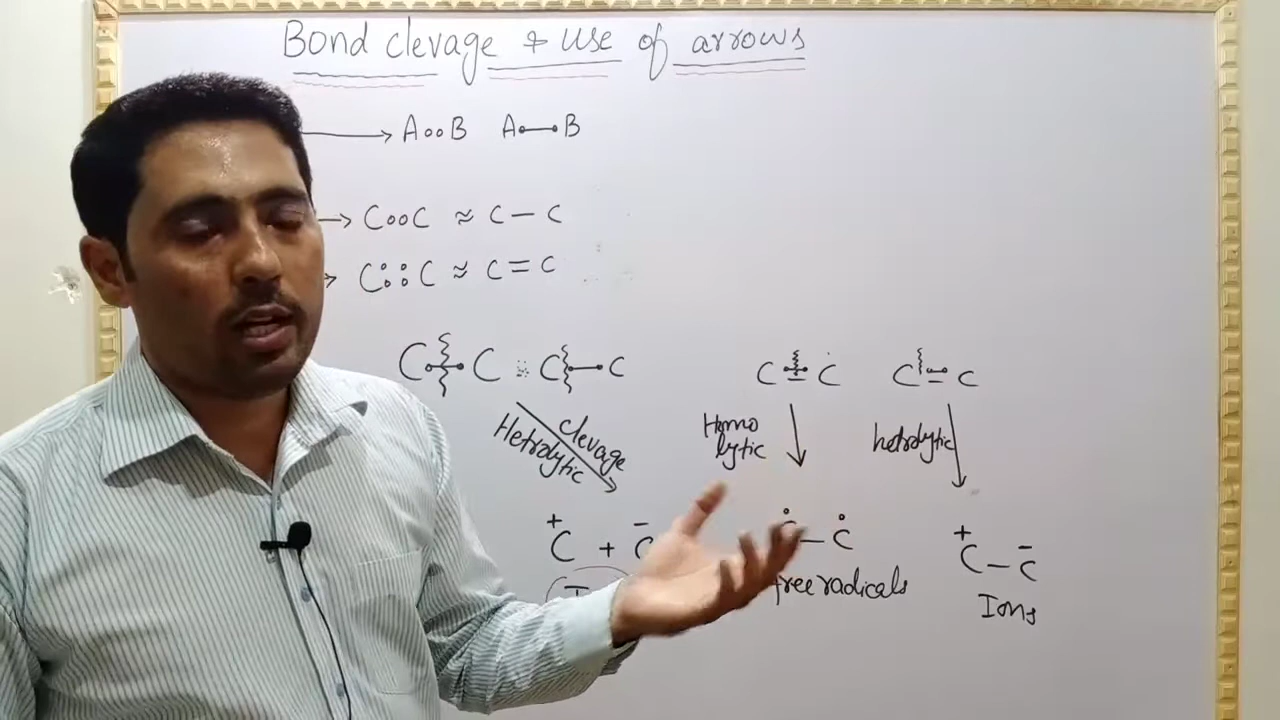 Bond clevage & use of arrows
A∘∘B A•—•B
C∘∘C ≈ C – C
C∷C ≈ C = C
C•—•C C—•C
C•—•C C—•C
clevage
Hetrolytic
Homo
lytic
hetrolytic
+C + C⁻
C – C
+C – C⁻
free radicals
Ions